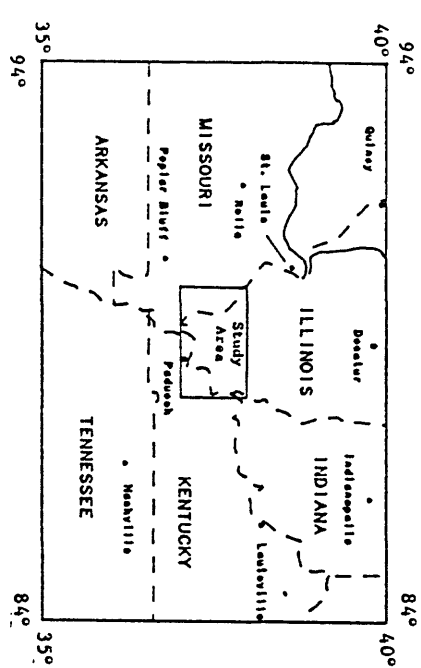 94°
84°
40°
40°
Quincy
Decatur
Indianapolis
ILLINOIS
INDIANA
St. Louis
Louisville
Rolla
MISSOURI
Study
Area
KENTUCKY
Poplar Bluff
Paducah
ARKANSAS
TENNESSEE
Nashville
35°
35°
94°
84°